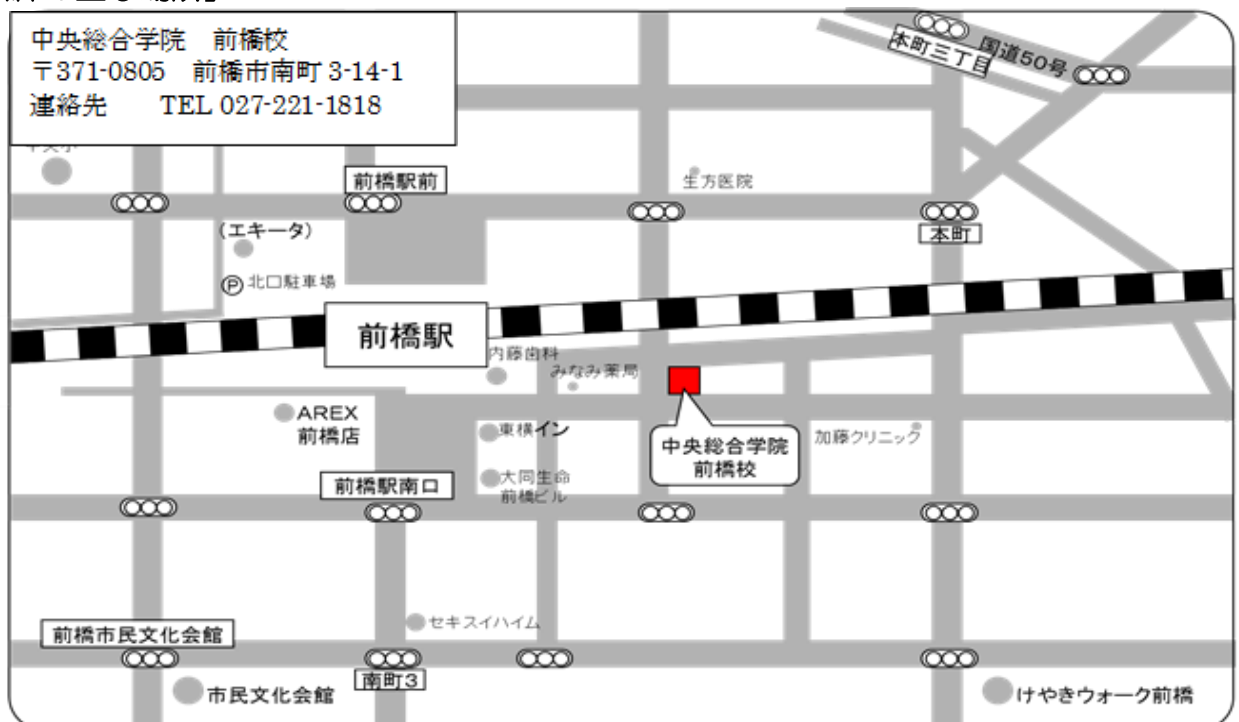 中央総合学院　前橋校
〒371-0805　前橋市南町 3-14-1
連絡先　　TEL 027-221-1818
本町三丁目
国道50号
前橋駅前
生方医院
本町
(エキータ)
Ⓟ 北口駐車場
前橋駅
内藤歯科
みなみ薬局
AREX
前橋店
東横イン
中央総合学院
前橋校
加藤クリニック
大同生命
前橋ビル
前橋駅南口
セキスイハイム
前橋市民文化会館
南町3
市民文化会館
けやきウォーク前橋